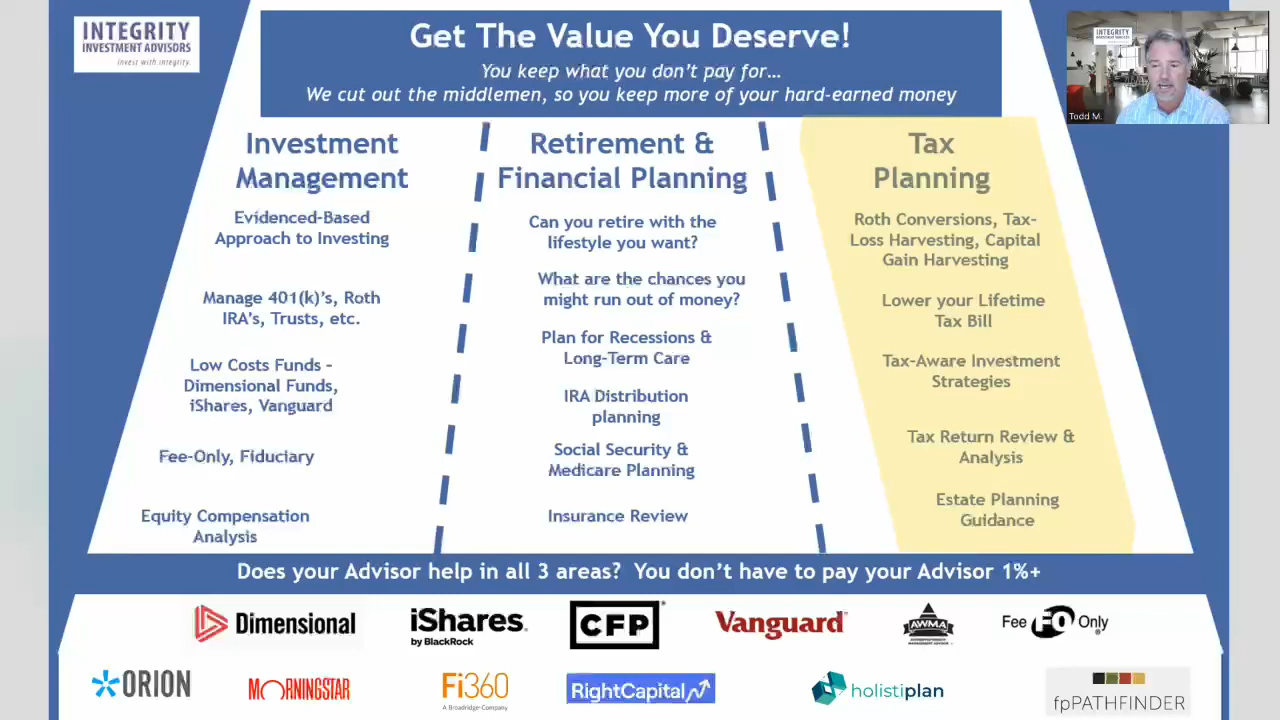 INTEGRITY
INVESTMENT ADVISORS
invest with integrity.
Get The Value You Deserve!
You keep what you don't pay for…
We cut out the middlemen, so you keep more of your hard-earned money
Todd M.
Investment
Management
Evidenced-Based
Approach to Investing
Manage 401(k)'s, Roth
IRA's, Trusts, etc.
Low Costs Funds –
Dimensional Funds,
iShares, Vanguard
Fee-Only, Fiduciary
Equity Compensation
Analysis
Retirement &
Financial Planning
Can you retire with the
lifestyle you want?
What are the chances you
might run out of money?
Plan for Recessions &
Long-Term Care
IRA Distribution
planning
Social Security &
Medicare Planning
Insurance Review
Tax
Planning
Roth Conversions, Tax-
Loss Harvesting, Capital
Gain Harvesting
Lower your Lifetime
Tax Bill
Tax-Aware Investment
Strategies
Tax Return Review &
Analysis
Estate Planning
Guidance
Does your Advisor help in all 3 areas? You don't have to pay your Advisor 1%+
Dimensional
iShares.
by BlackRock
CFP®
Vanguard
AWMA
Fee FO Only
ORION
MORNINGSTAR
Fi360
A Broadridge Company
RightCapital
holistiplan
fpPATHFINDER